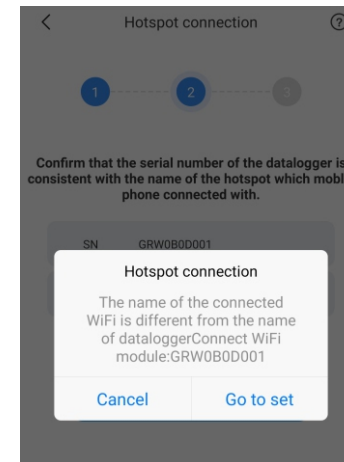 Hotspot connection
?
1
2
3
Confirm that the serial number of the datalogger is
consistent with the name of the hotspot which mobl
phone connected with.
SN GRW0B0D001
Hotspot connection
The name of the connected
WiFi is different from the name
of dataloggerConnect WiFi
module:GRW0B0D001
Cancel Go to set